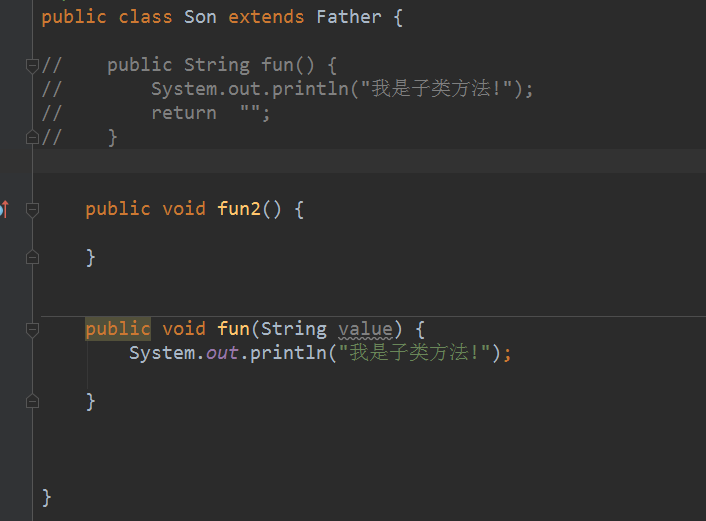 public class Son extends Father {
//    public String fun() {
//        System.out.println("我是子类方法!");
//        return  "";
//    }
    public void fun2() {
    }
    public void fun(String value) {
        System.out.println("我是子类方法!");
    }
}